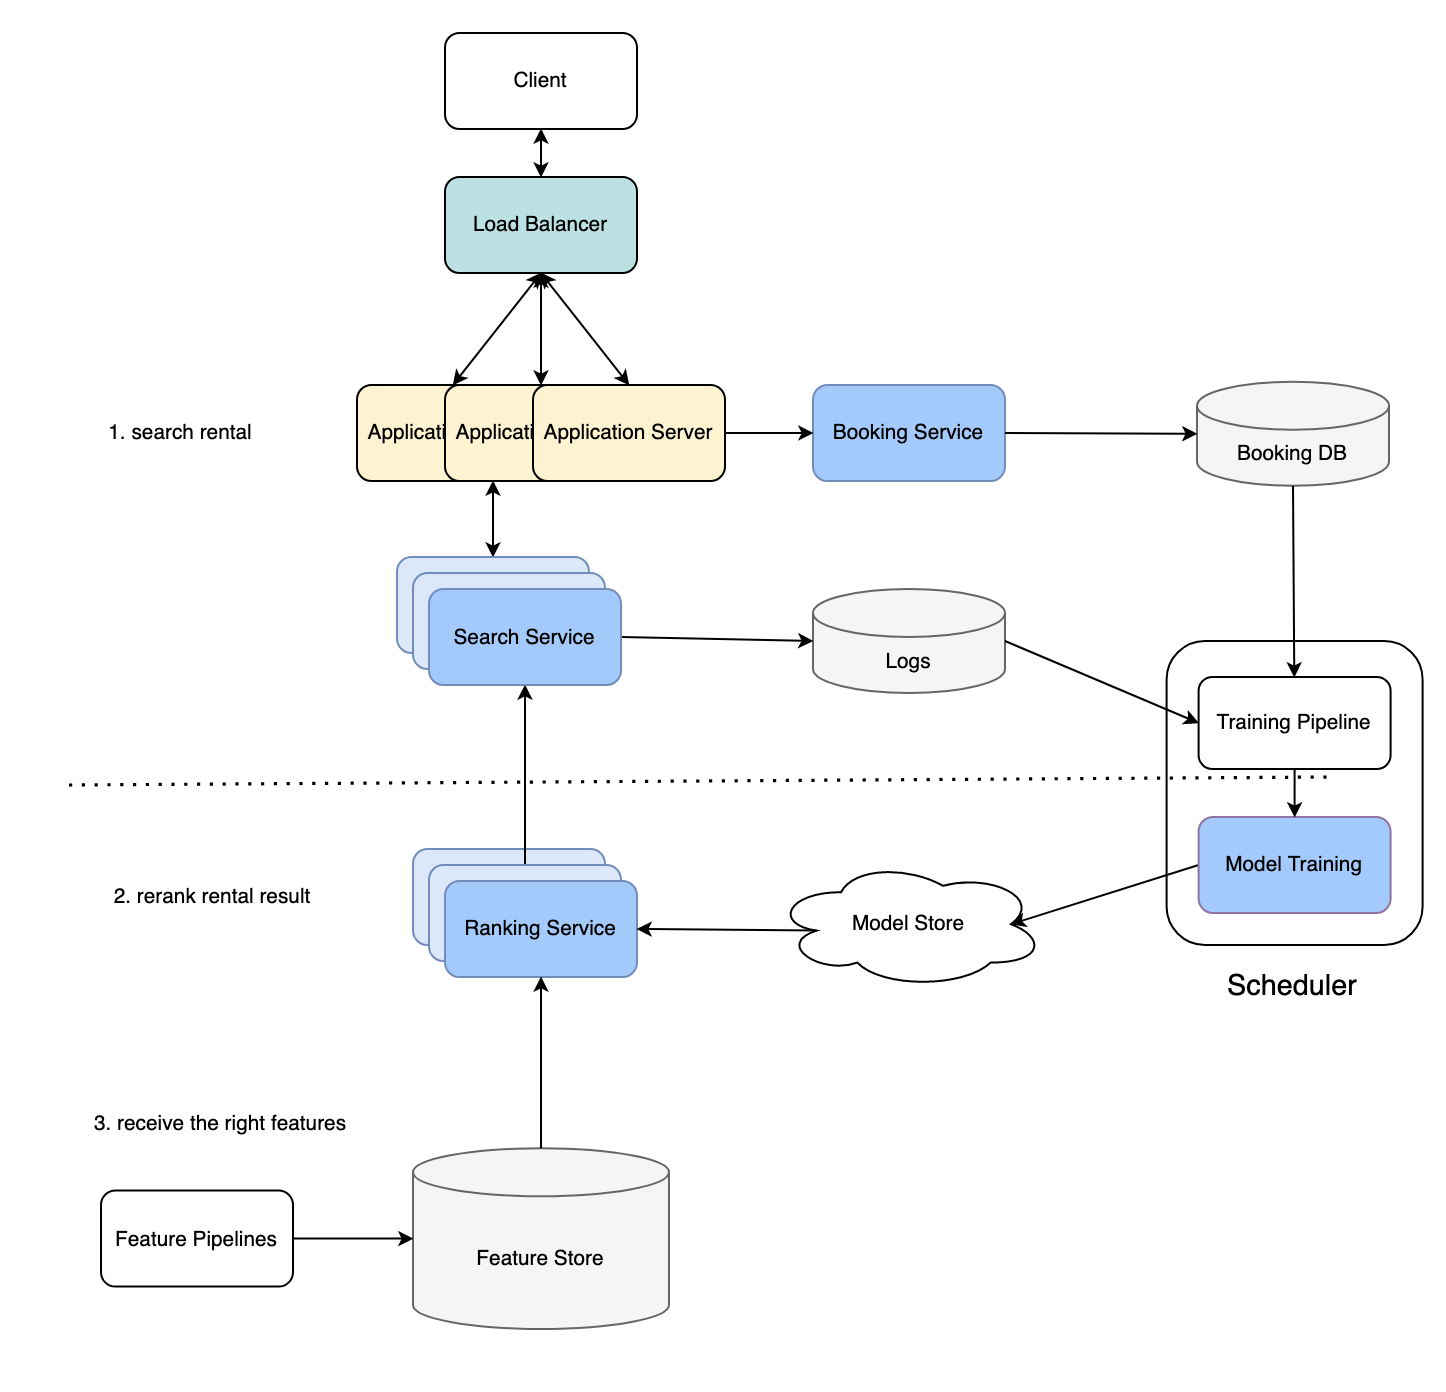 Client
Load Balancer
1. search rental
Applicati
Applicati
Application Server
Booking Service
Booking DB
Search Service
Logs
Training Pipeline
2. rerank rental result
Ranking Service
Model Store
Model Training
Scheduler
3. receive the right features
Feature Pipelines
Feature Store